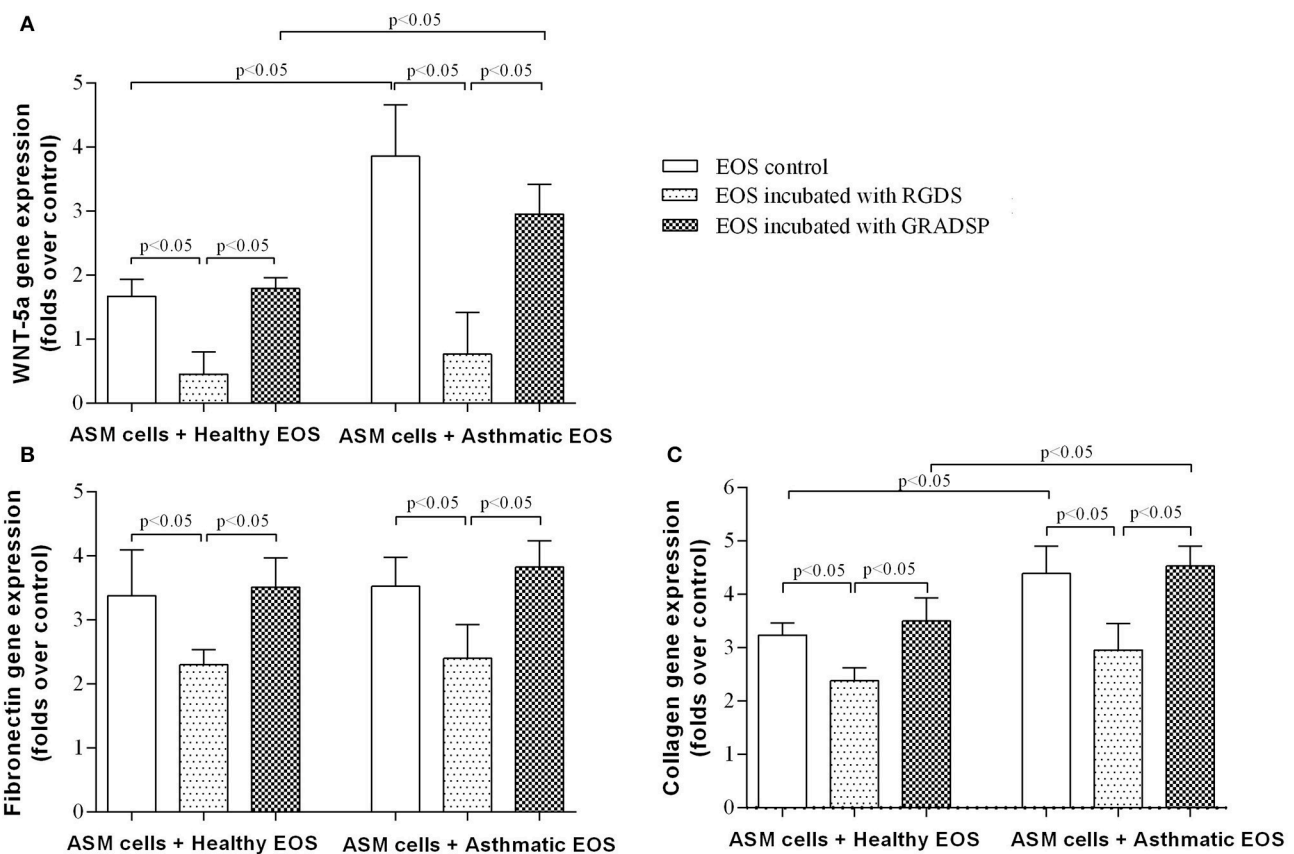 A
p<0.05
p<0.05
p<0.05
p<0.05
p<0.05
p<0.05
5
4
3
2
1
0
WNT-5a gene expression
(folds over control)
ASM cells + Healthy EOS
ASM cells + Asthmatic EOS
EOS control
EOS incubated with RGDS
EOS incubated with GRADSP
B
p<0.05
p<0.05
p<0.05
p<0.05
5
4
3
2
1
0
Fibronectin gene expression
(folds over control)
ASM cells + Healthy EOS
ASM cells + Asthmatic EOS
C
p<0.05
p<0.05
p<0.05
p<0.05
p<0.05
p<0.05
6
5
4
3
2
1
0
Collagen gene expression
(folds over control)
ASM cells + Healthy EOS
ASM cells + Asthmatic EOS